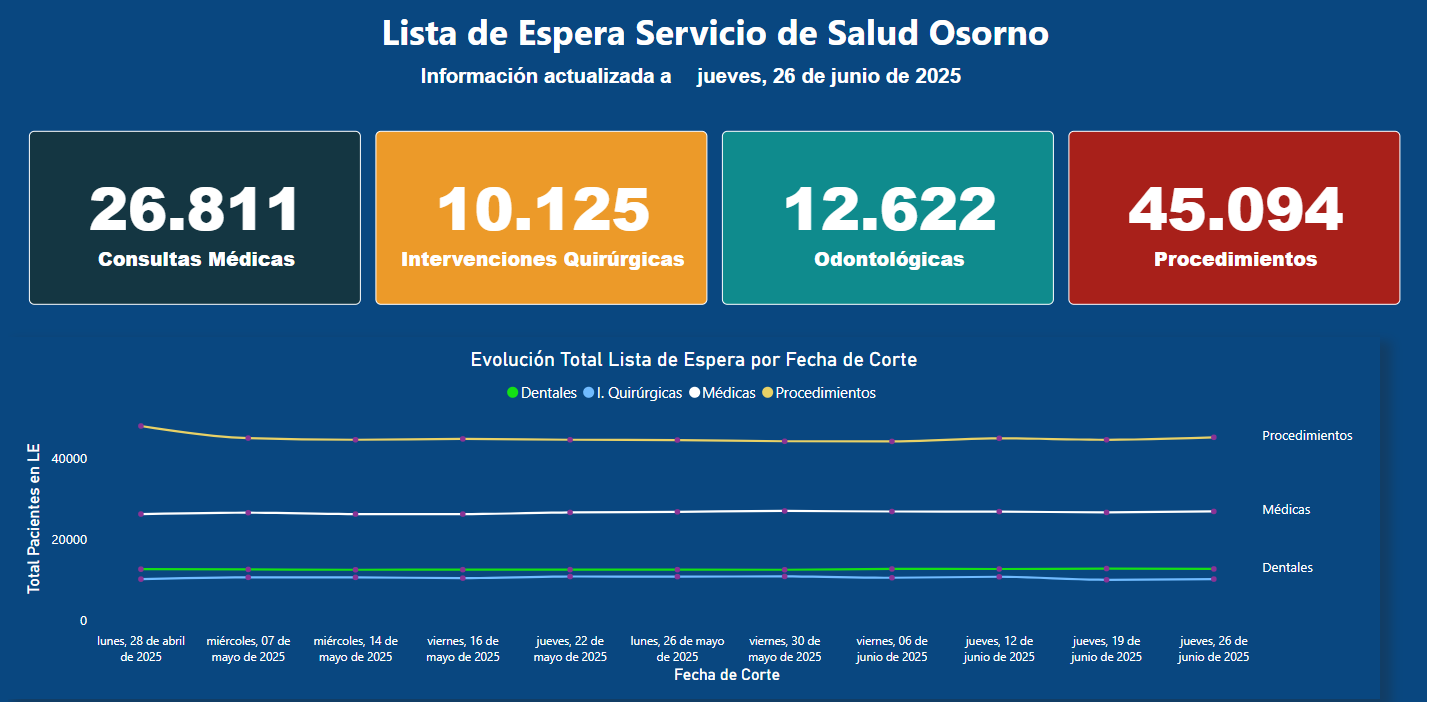 Lista de Espera Servicio de Salud Osorno
Información actualizada a jueves, 26 de junio de 2025
26.811
Consultas Médicas
10.125
Intervenciones Quirúrgicas
12.622
Odontológicas
45.094
Procedimientos
Evolución Total Lista de Espera por Fecha de Corte
Dentales I. Quirúrgicas Médicas Procedimientos
Total Pacientes en LE
40000
20000
0
Procedimientos
Médicas
Dentales
lunes, 28 de abril
de 2025
miércoles, 07 de
mayo de 2025
miércoles, 14 de
mayo de 2025
viernes, 16 de
mayo de 2025
jueves, 22 de
mayo de 2025
lunes, 26 de mayo
de 2025
viernes, 30 de
mayo de 2025
viernes, 06 de
junio de 2025
jueves, 12 de
junio de 2025
jueves, 19 de
junio de 2025
jueves, 26 de
junio de 2025
Fecha de Corte